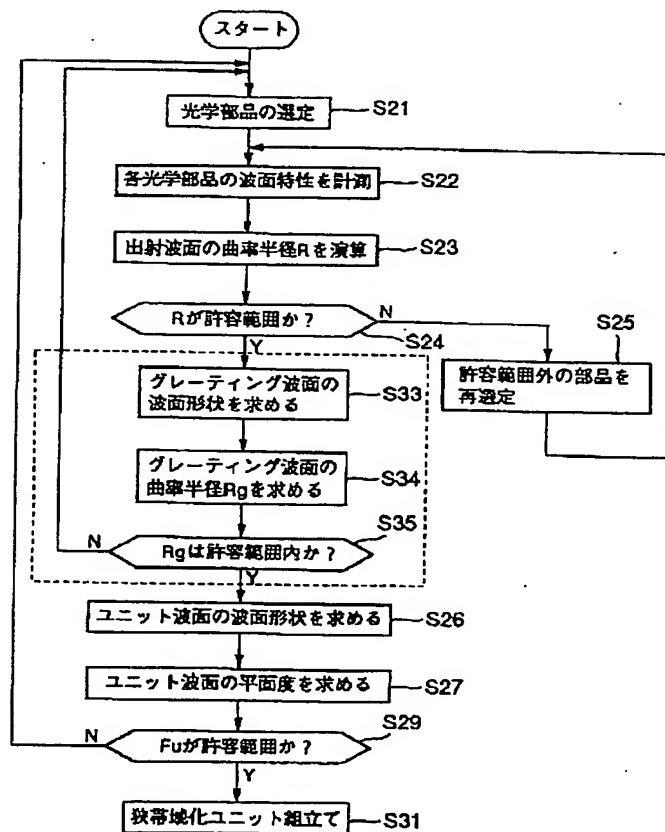 スタート
光学部品の選定
S21
各光学部品の波面特性を計測
S22
出射波面の曲率半径Rを演算
S23
Rが許容範囲か？
N
S24
Y
S25
許容範囲外の部品を
再選定
グレーティング波面の
波面形状を求める
S33
グレーティング波面の
曲率半径Rgを求める
S34
S35
N
Rgは許容範囲内か？
Y
ユニット波面の波面形状を求める
S26
ユニット波面の平面度を求める
S27
S29
N
Fuが許容範囲か？
Y
狭帯域化ユニット組立て
S31